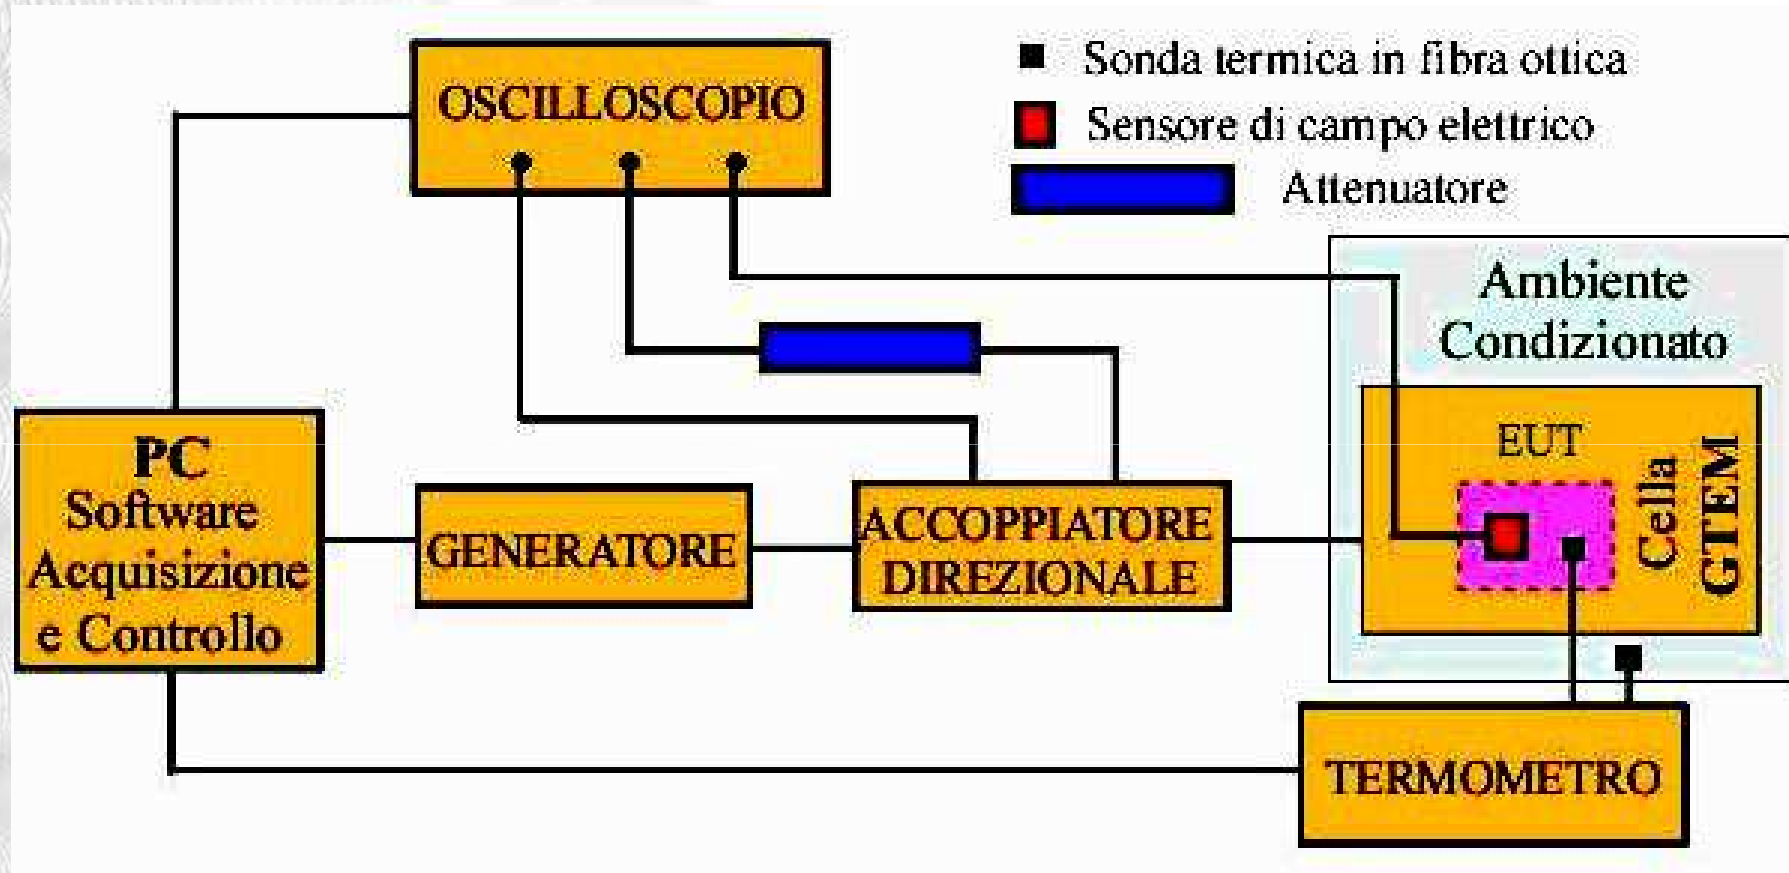 OSCILLOSCOPIO
Sonda termica in fibra ottica
Sensore di campo elettrico
Attenuatore
Ambiente
Condizionato
PC
Software
Acquisizione
e Controllo
GENERATORE
ACCOPPIATORE
DIREZIONALE
EUT
Cella
GTEM
TERMOMETRO